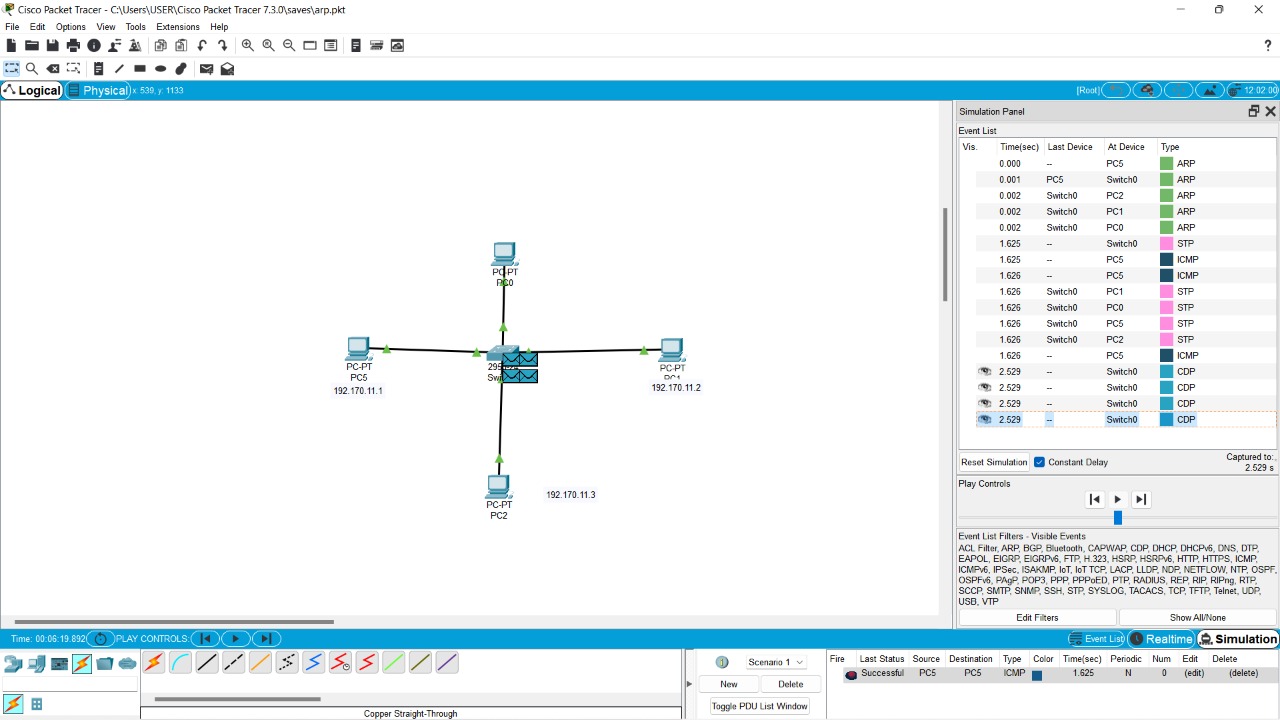 Cisco Packet Tracer - C:\Users\USER\Cisco Packet Tracer 7.3.0\saves\arp.pkt
File Edit Options View Tools Extensions Help
?
Logical Physical x: 539, y: 1133 [Root] 12:02:00
Simulation Panel
Event List
Vis. Time(sec) Last Device At Device Type
0.000 -- PC5 ARP
0.001 PC5 Switch0 ARP
0.002 Switch0 PC2 ARP
0.002 Switch0 PC1 ARP
0.002 Switch0 PC0 ARP
1.625 -- Switch0 STP
1.625 -- PC5 ICMP
1.626 -- PC5 ICMP
1.626 Switch0 PC1 STP
1.626 Switch0 PC0 STP
1.626 Switch0 PC5 STP
1.626 Switch0 PC2 STP
1.626 -- PC5 ICMP
2.529 -- Switch0 CDP
2.529 -- Switch0 CDP
2.529 -- Switch0 CDP
2.529 -- Switch0 CDP
Reset Simulation Constant Delay Captured to:
2.529 s
Play Controls
Event List Filters - Visible Events
ACL Filter, ARP, BGP, Bluetooth, CAPWAP, CDP, DHCP, DHCPv6, DNS, DTP,
EAPOL, EIGRP, EIGRPv6, FTP, H.323, HSRP, HSRPv6, HTTP, HTTPS, ICMP,
ICMPv6, IPSec, ISAKMP, IoT, IoT TCP, LACP, LLDP, NDP, NETFLOW, NTP, OSPF,
OSPFv6, PAgP, POP3, PPP, PPPoED, PTP, RADIUS, REP, RIP, RIPng, RTP,
SCCP, SMTP, SNMP, SSH, STP, SYSLOG, TACACS, TCP, TFTP, Telnet, UDP,
USB, VTP
Edit Filters Show All/None
PC-PT
PC0
PC-PT
PC5
192.170.11.1
PC-PT
PC1
192.170.11.2
PC-PT
PC2
192.170.11.3
Time: 00:06:19.892 PLAY CONTROLS: Event List Realtime Simulation
Copper Straight-Through
Scenario 1
New Delete
Toggle PDU List Window
Fire Last Status Source Destination Type Color Time(sec) Periodic Num Edit Delete
Successful PC5 PC5 ICMP 1.625 N 0 (edit) (delete)